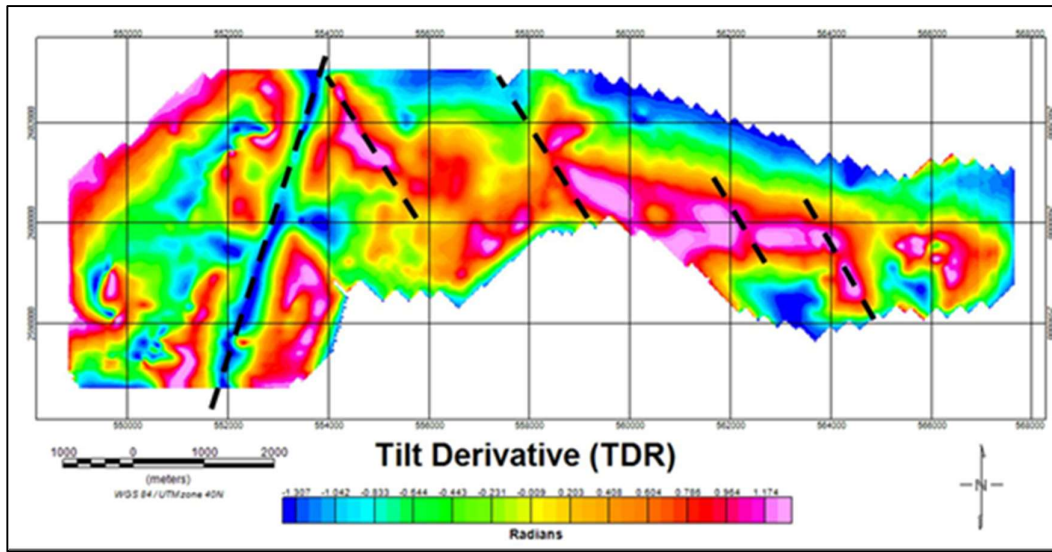 550000 552000 554000 556000 558000 560000 562000 564000 566000 568000
550000 552000 554000 556000 558000 560000 562000 564000 566000 568000
1000 0 1000 2000
(meters)
WGS 84 / UTM zone 40N
Tilt Derivative (TDR)
-1.307 -1.042 -0.833 -0.644 -0.443 -0.231 -0.009 0.203 0.408 0.604 0.786 0.964 1.174
Radians
N